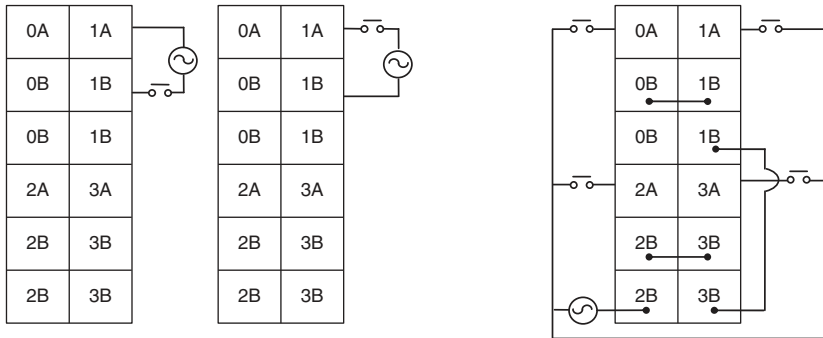 0A 1A 0A 1A 0A 1A
0B 1B 0B 1B 0B 1B
0B 1B 0B 1B 0B 1B
2A 3A 2A 3A 2A 3A
2B 3B 2B 3B 2B 3B
2B 3B 2B 3B 2B 3B